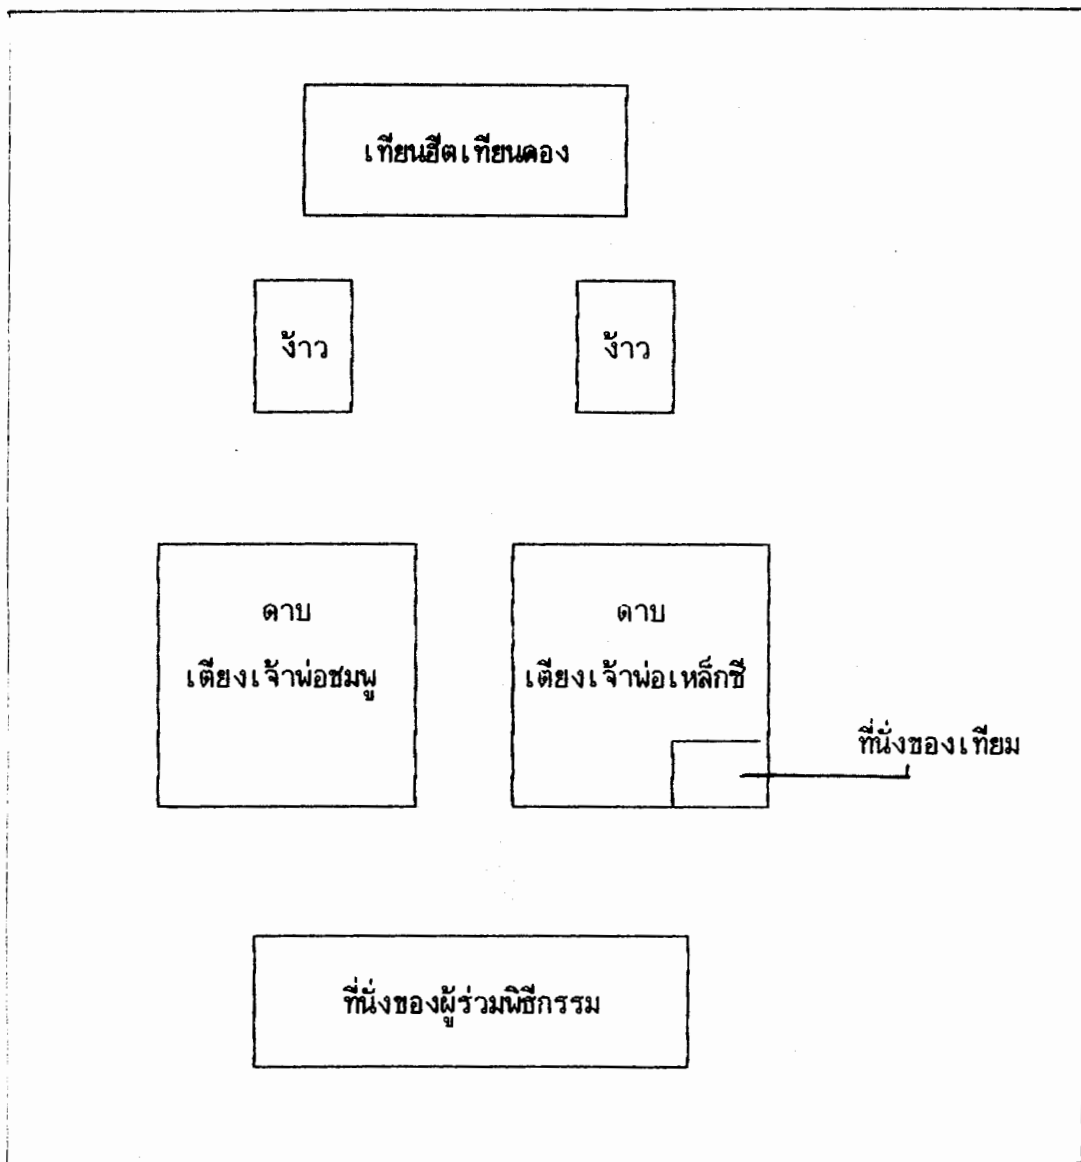 เทียนฮีตเทียนคอง
ง้าว
ง้าว
ดาบ
เตียงเจ้าพ่อชมพู
ดาบ
เตียงเจ้าพ่อเหล็กซี
ที่นั่งของเทียม
ที่นั่งของผู้ร่วมพิธีกรรม